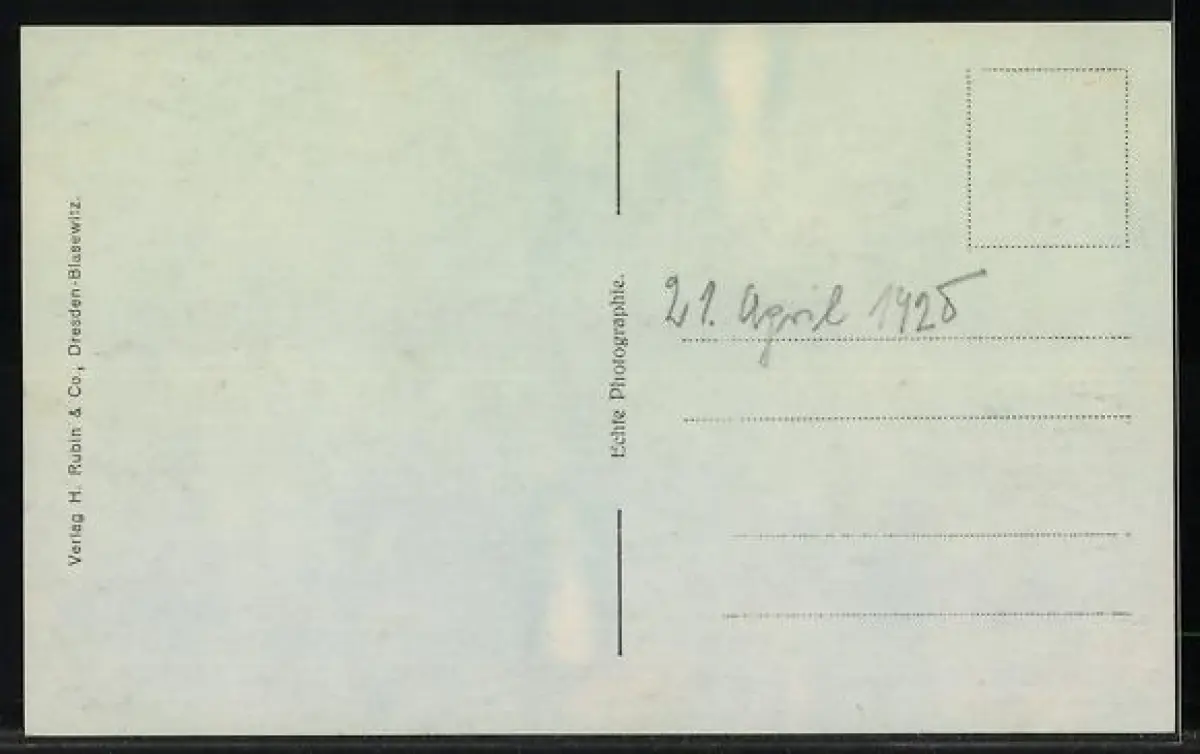 Verlag H. Rubin & Co., Dresden-Blasewitz.
Echte Photographie.
21. April 1925